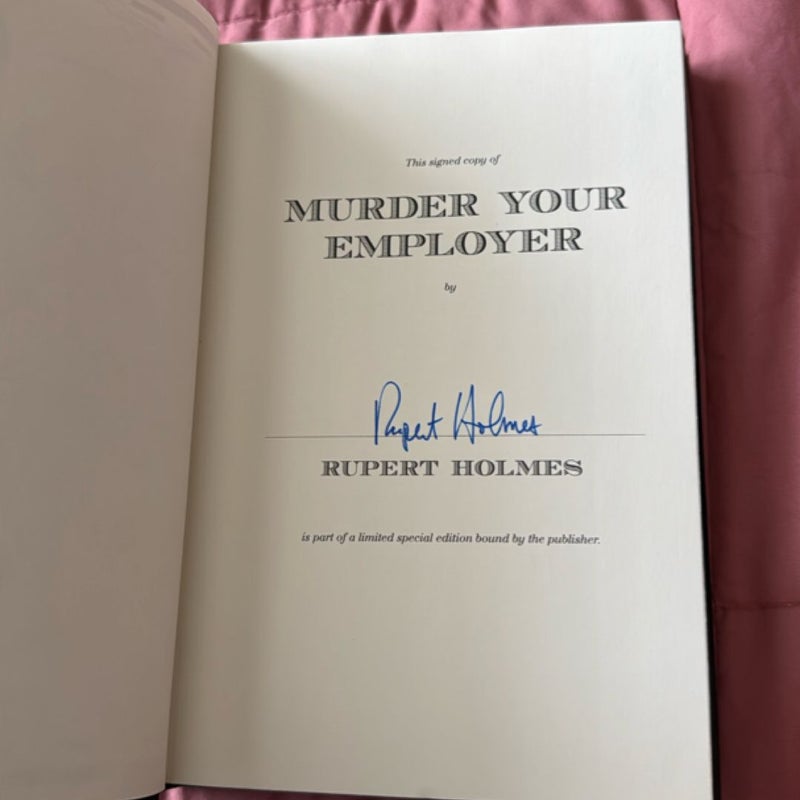 This signed copy of
MURDER YOUR
EMPLOYER
by
Rupert Holmes
RUPERT HOLMES
is part of a limited special edition bound by the publisher.